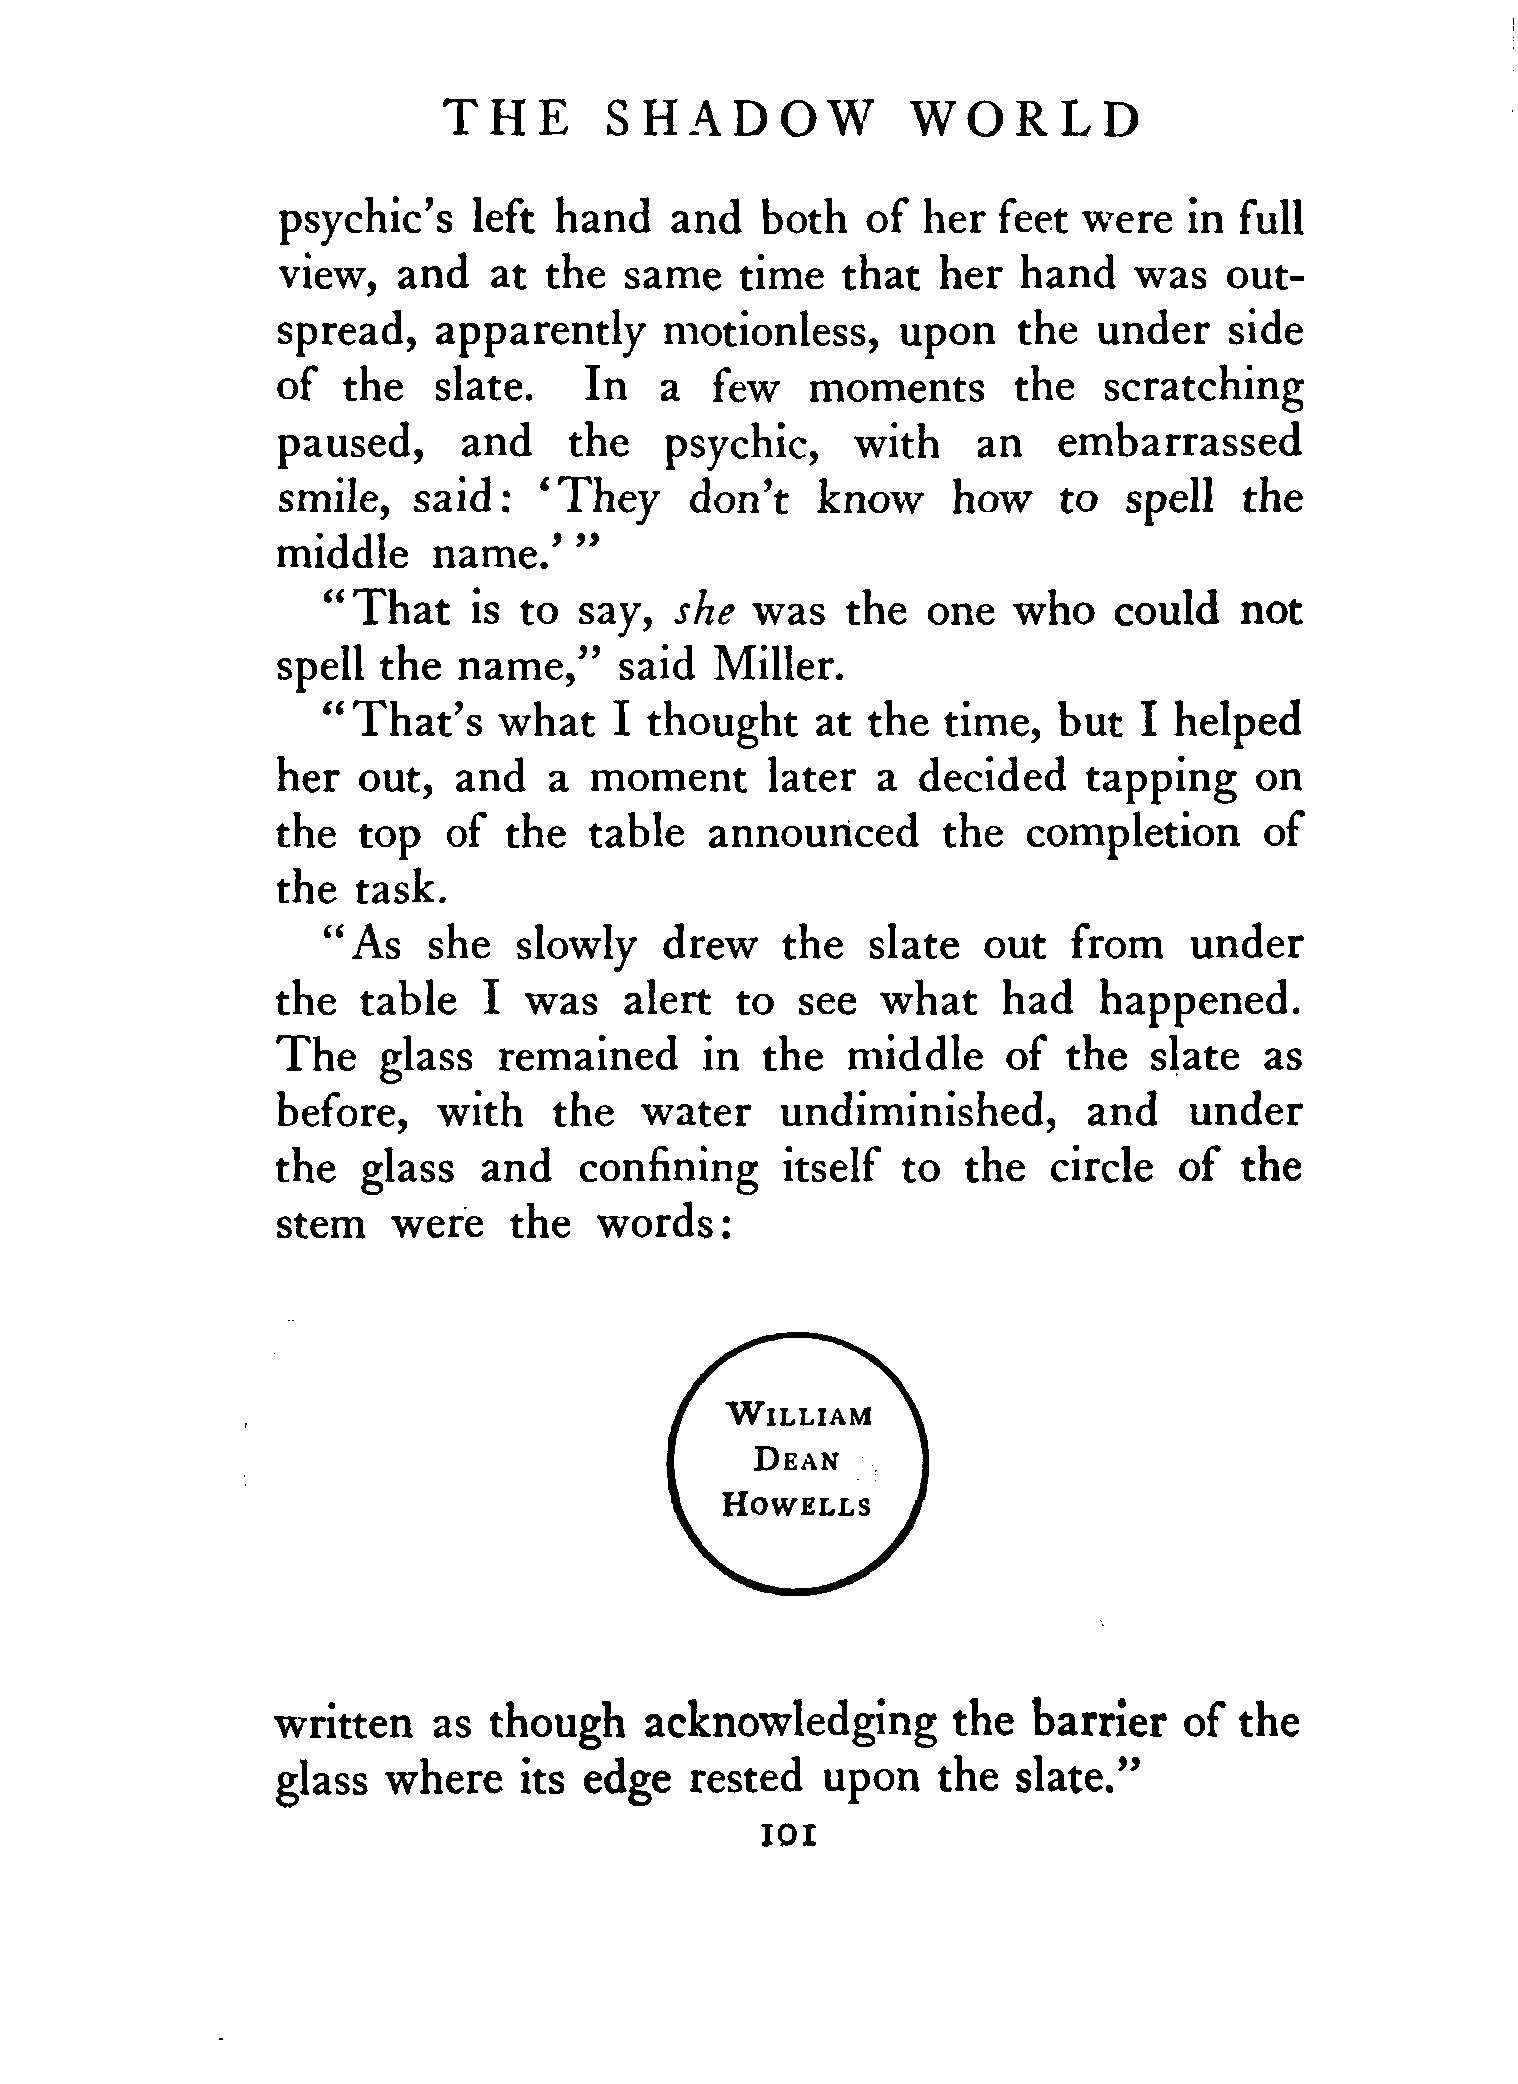 THE SHADOW WORLD
psychic's left hand and both of her feet were in full
view, and at the same time that her hand was out-
spread, apparently motionless, upon the under side
of the slate. In a few moments the scratching
paused, and the psychic, with an embarrassed
smile, said: 'They don't know how to spell the
middle name.' "
"That is to say, she was the one who could not
spell the name," said Miller.
"That's what I thought at the time, but I helped
her out, and a moment later a decided tapping on
the top of the table announced the completion of
the task.
"As she slowly drew the slate out from under
the table I was alert to see what had happened.
The glass remained in the middle of the slate as
before, with the water undiminished, and under
the glass and confining itself to the circle of the
stem were the words:
William
Dean
Howells
written as though acknowledging the barrier of the
glass where its edge rested upon the slate."
101